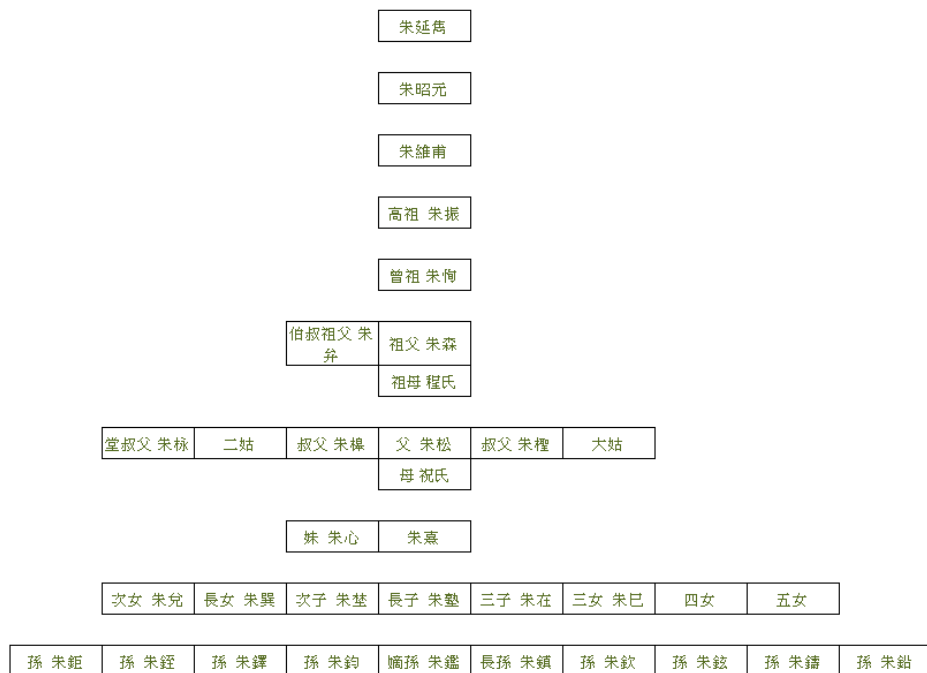 朱延雋
朱昭元
朱維甫
高祖 朱振
曾祖 朱恂
伯叔祖父 朱
弁
祖父 朱森
祖母 程氏
堂叔父 朱栐
二姑
叔父 朱槔
父 朱松
叔父 朱檉
大姑
母 祝氏
妹 朱心
朱熹
次女 朱兌
長女 朱巽
次子 朱埜
長子 朱塾
三子 朱在
三女 朱巳
四女
五女
孫 朱鉅
孫 朱銍
孫 朱鐸
孫 朱鈞
嫡孫 朱鑑
長孫 朱鎮
孫 朱欽
孫 朱鉉
孫 朱鑄
孫 朱鉛